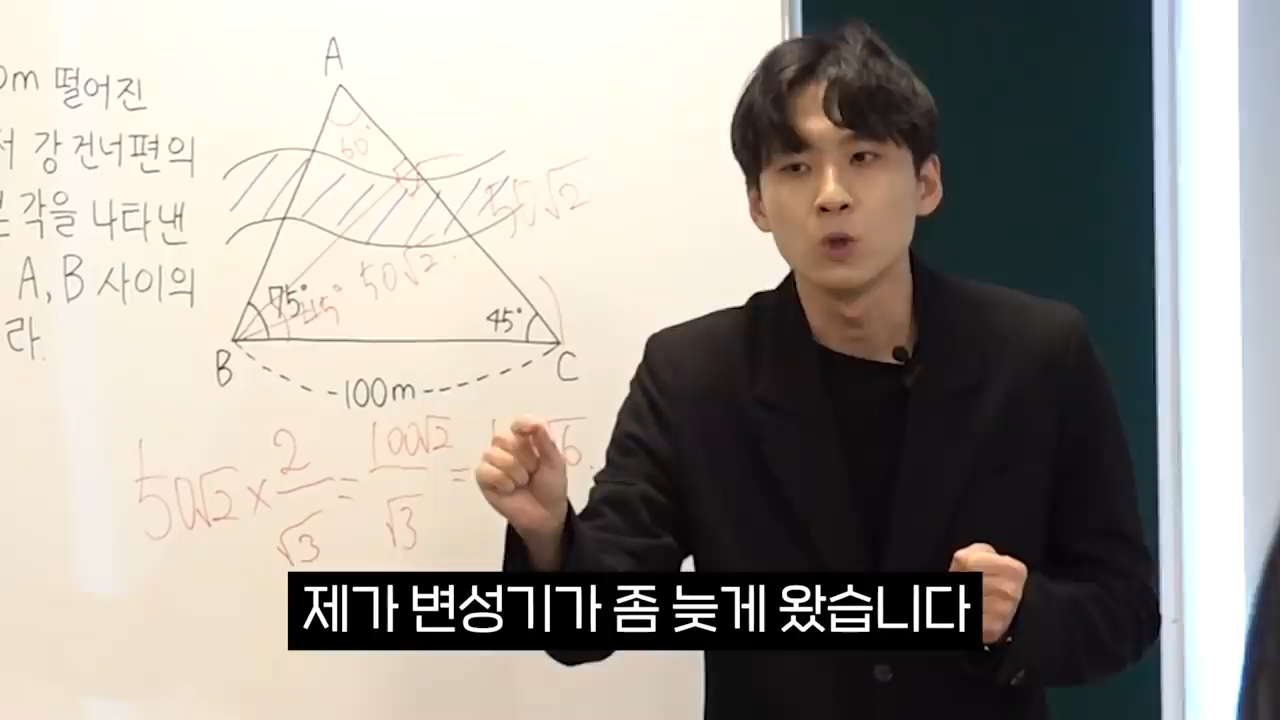 0m 떨어진
서 강 건너편의
본 각을 나타낸
A, B 사이의
라.
A
60°
50√2
50√2
75°
45°
45°
B
C
100m
50√2 × 2/√3 = 100√2/√3 =
제가 변성기가 좀 늦게 왔습니다